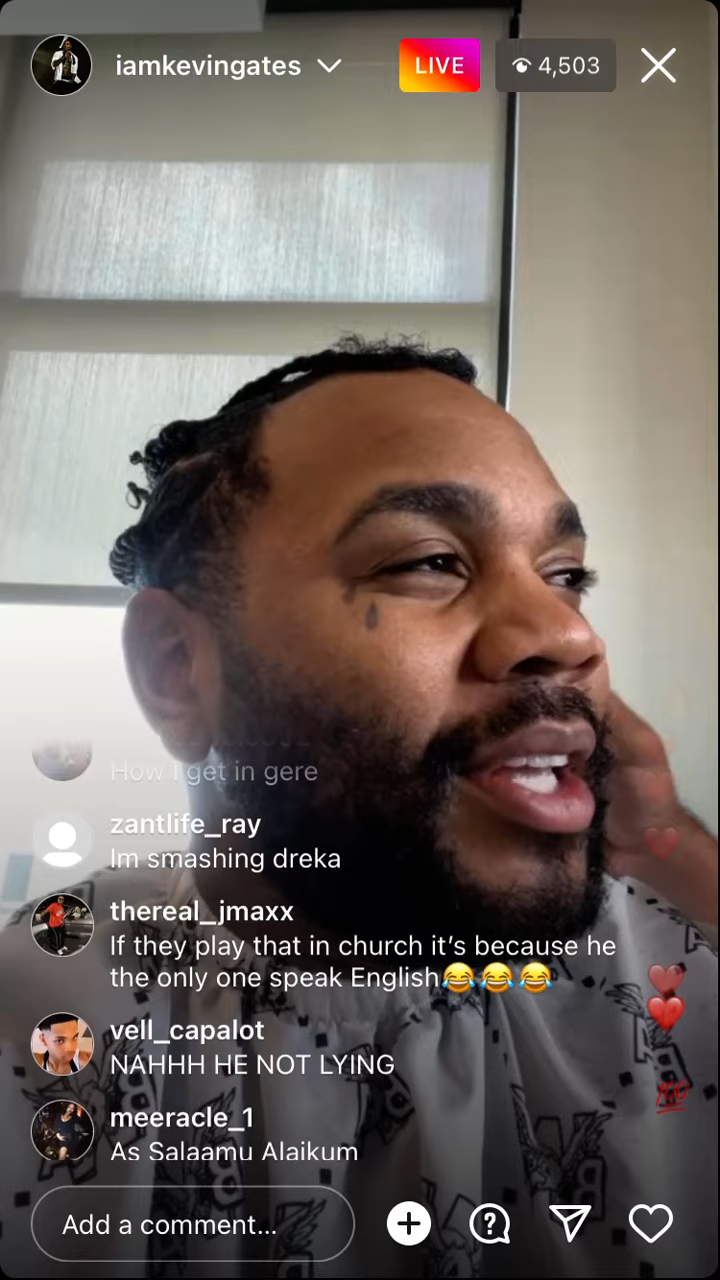 iamkevingates
LIVE
4,503
How I get in gere
zantlife_ray
Im smashing dreka
thereal_jmaxx
If they play that in church it’s because he
the only one speak English😂😂😂
vell_capalot
NAHHH HE NOT LYING
meeracle_1
As Salaamu Alaikum
Add a comment...